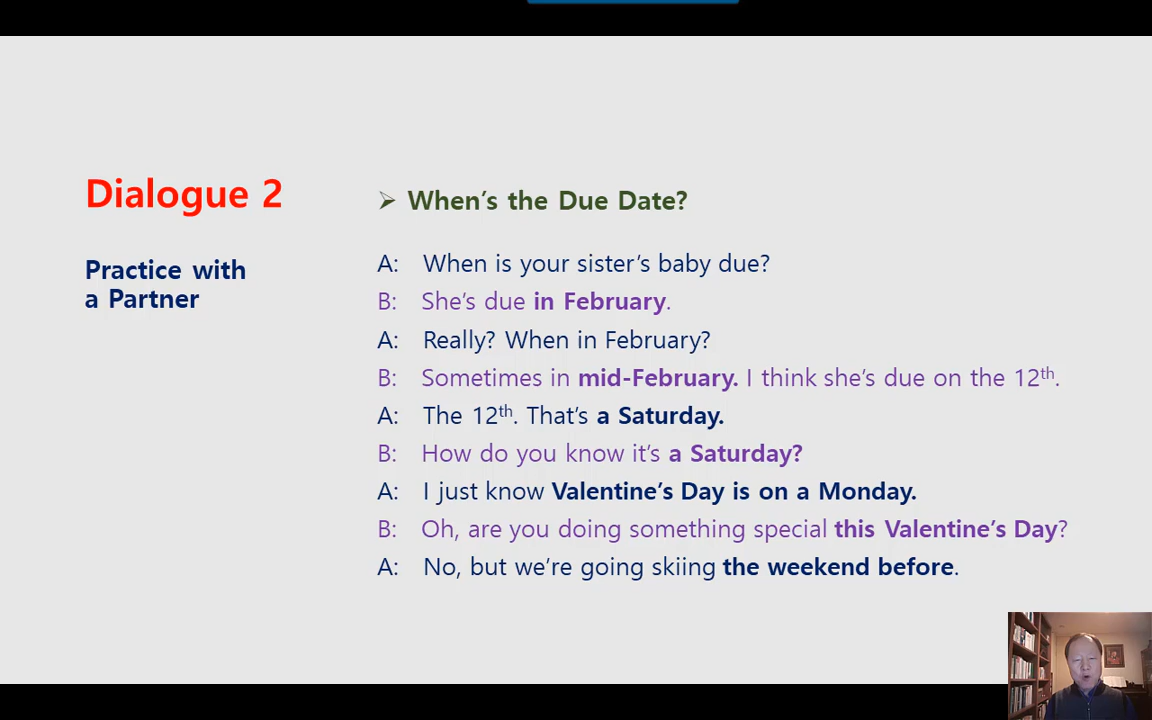 Dialogue 2
Practice with
a Partner
➢ When's the Due Date?
A: When is your sister's baby due?
B: She's due in February.
A: Really? When in February?
B: Sometimes in mid-February. I think she's due on the 12th.
A: The 12th. That's a Saturday.
B: How do you know it's a Saturday?
A: I just know Valentine's Day is on a Monday.
B: Oh, are you doing something special this Valentine's Day?
A: No, but we're going skiing the weekend before.